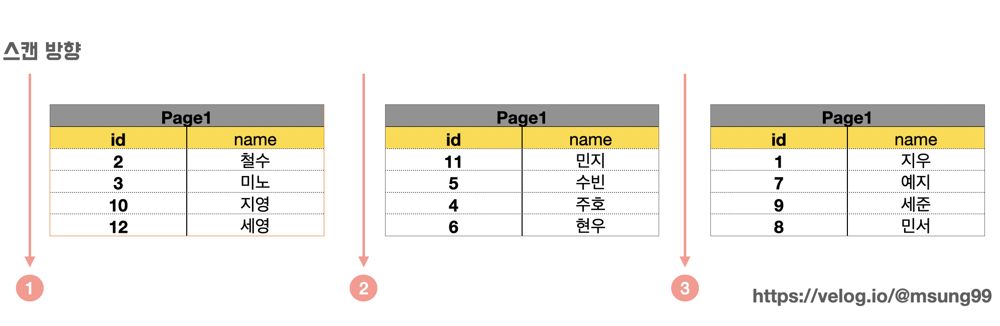 스캔 방향
Page1
id name
2 철수
3 미노
10 지영
12 세영
1
Page1
id name
11 민지
5 수빈
4 주호
6 현우
2
Page1
id name
1 지우
7 예지
9 세준
8 민서
3
https://velog.io/@msung99